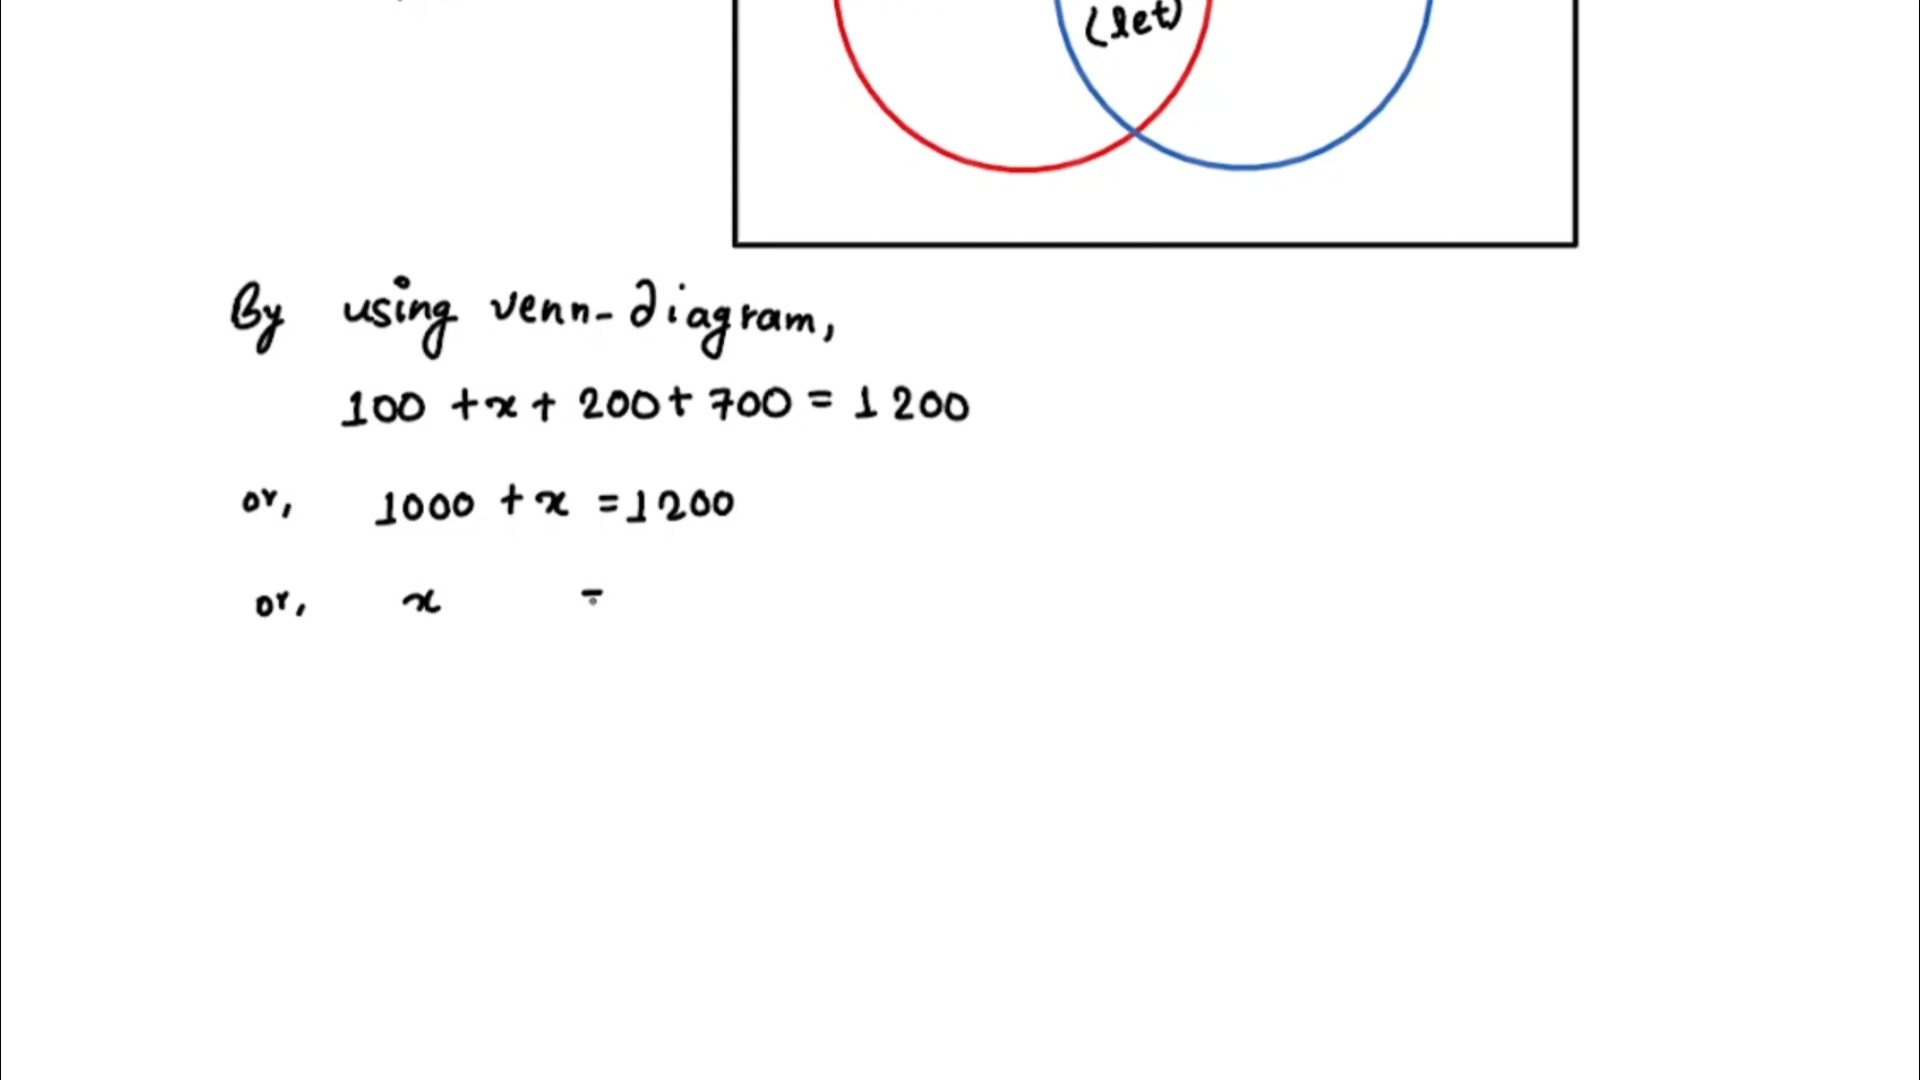 (let)
By using venn-diagram,
100 + x + 200 + 700 = 1200
or, 1000 + x = 1200
or, x =